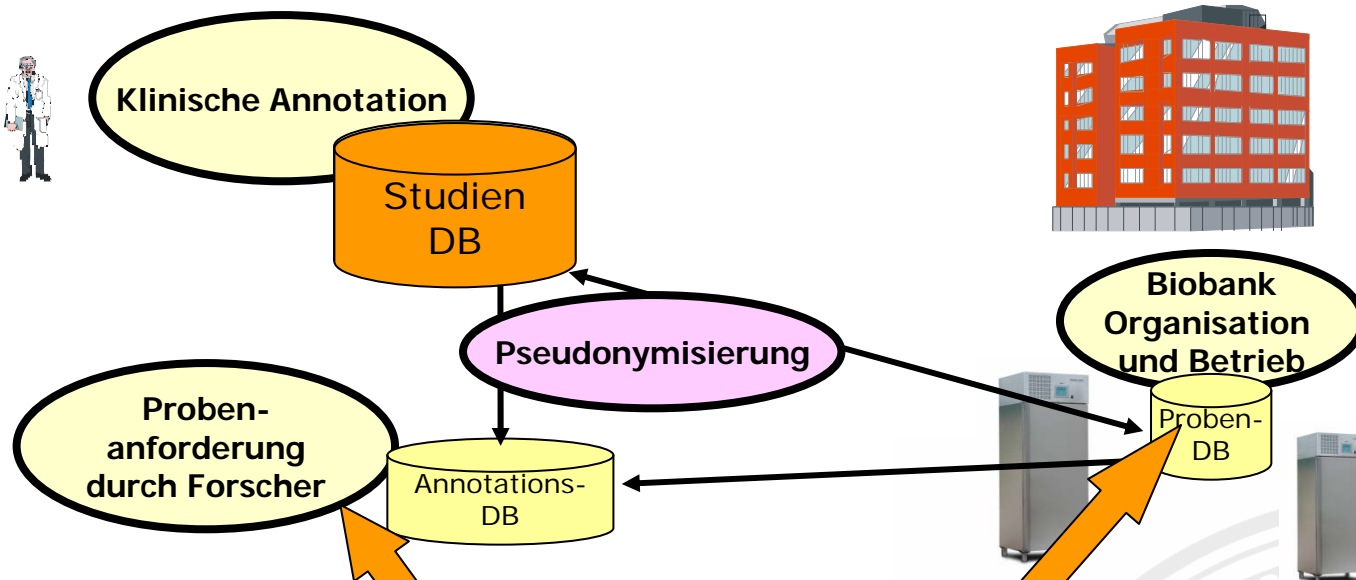 Klinische Annotation
Studien
DB
Pseudonymisierung
Biobank
Organisation
und Betrieb
Proben-
DB
Proben-
anforderung
durch Forscher
Annotations-
DB